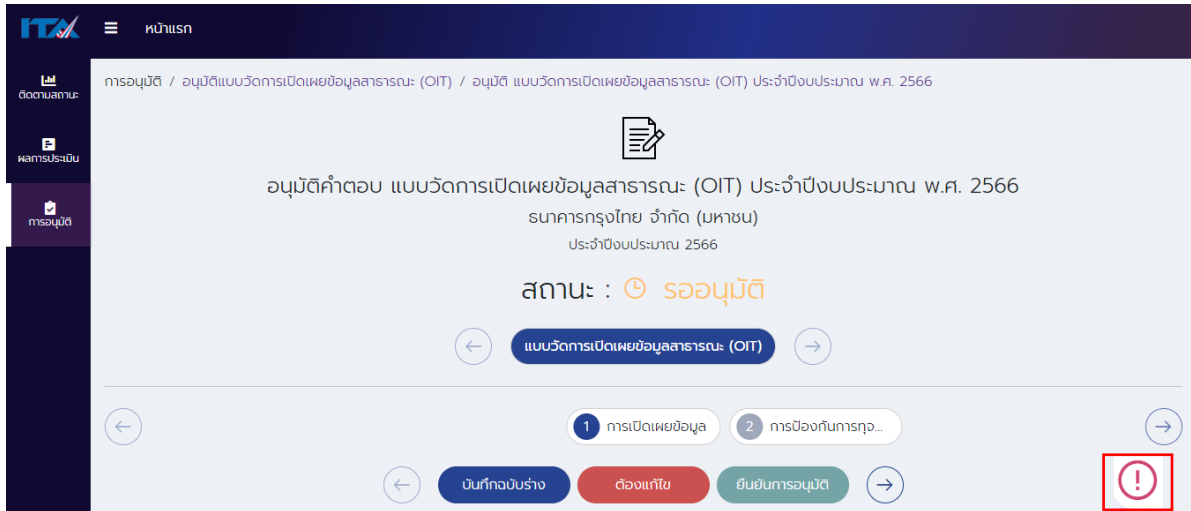 ITA
หน้าแรก
ติดตามสถานะ
ผลการประเมิน
การอนุมัติ
การอนุมัติ / อนุมัติแบบวัดการเปิดเผยข้อมูลสาธารณะ (OIT) / อนุมัติ แบบวัดการเปิดเผยข้อมูลสาธารณะ (OIT) ประจำปีงบประมาณ พ.ศ. 2566
อนุมัติคำตอบ แบบวัดการเปิดเผยข้อมูลสาธารณะ (OIT) ประจำปีงบประมาณ พ.ศ. 2566
ธนาคารกรุงไทย จำกัด (มหาชน)
ประจำปีงบประมาณ 2566
สถานะ : รออนุมัติ
แบบวัดการเปิดเผยข้อมูลสาธารณะ (OIT)
1 การเปิดเผยข้อมูล 2 การป้องกันการทุจ...
บันทึกฉบับร่าง ต้องแก้ไข ยืนยันการอนุมัติ